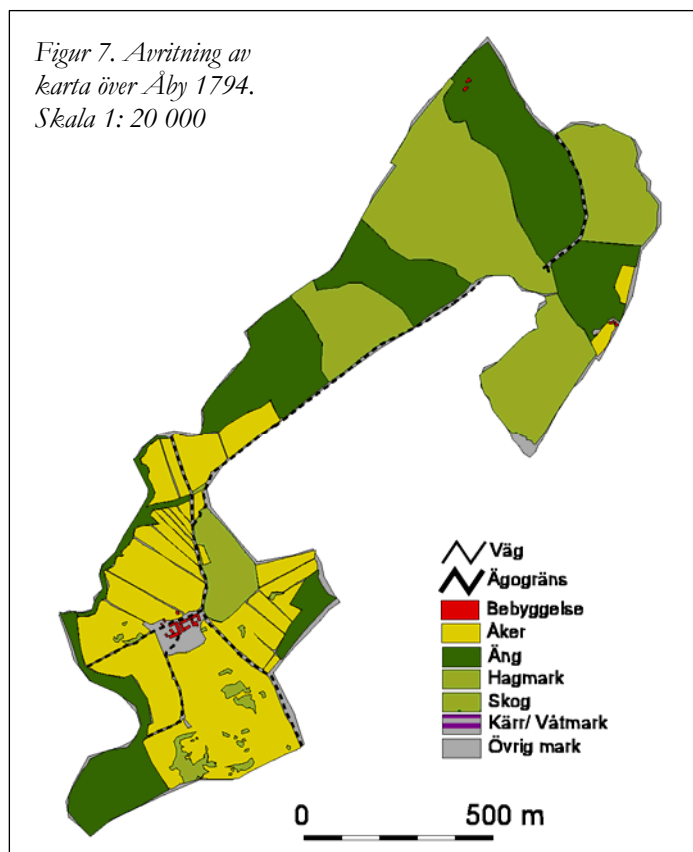 Figur 7. Avritning av
karta över Åby 1794.
Skala 1: 20 000
Väg
Ägogräns
Bebyggelse
Åker
Äng
Hagmark
Skog
Kärr/ Våtmark
Övrig mark
0 500 m